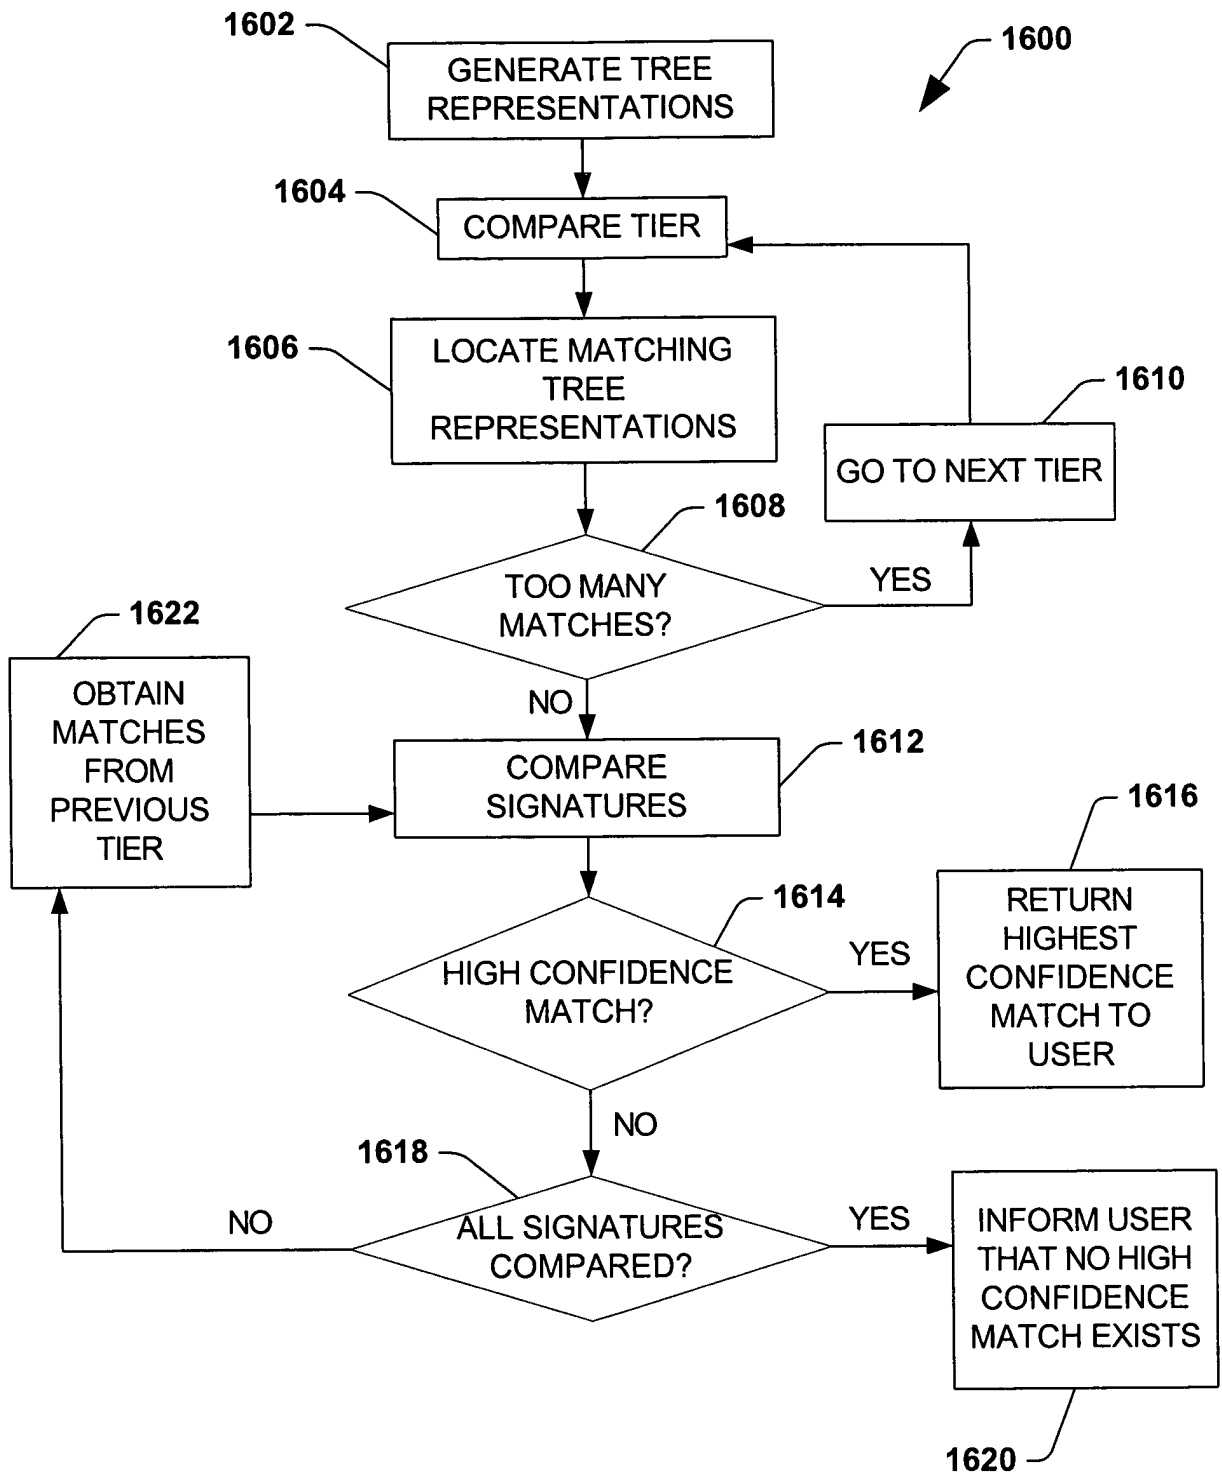 1602
1600
GENERATE TREE
REPRESENTATIONS
1604
COMPARE TIER
1606
LOCATE MATCHING
TREE
REPRESENTATIONS
1610
GO TO NEXT TIER
1608
TOO MANY
MATCHES?
YES
1622
OBTAIN
MATCHES
FROM
PREVIOUS
TIER
NO
1612
COMPARE
SIGNATURES
1616
RETURN
HIGHEST
CONFIDENCE
MATCH TO
USER
1614
HIGH CONFIDENCE
MATCH?
YES
NO
1618
ALL SIGNATURES
COMPARED?
NO
YES
INFORM USER
THAT NO HIGH
CONFIDENCE
MATCH EXISTS
1620